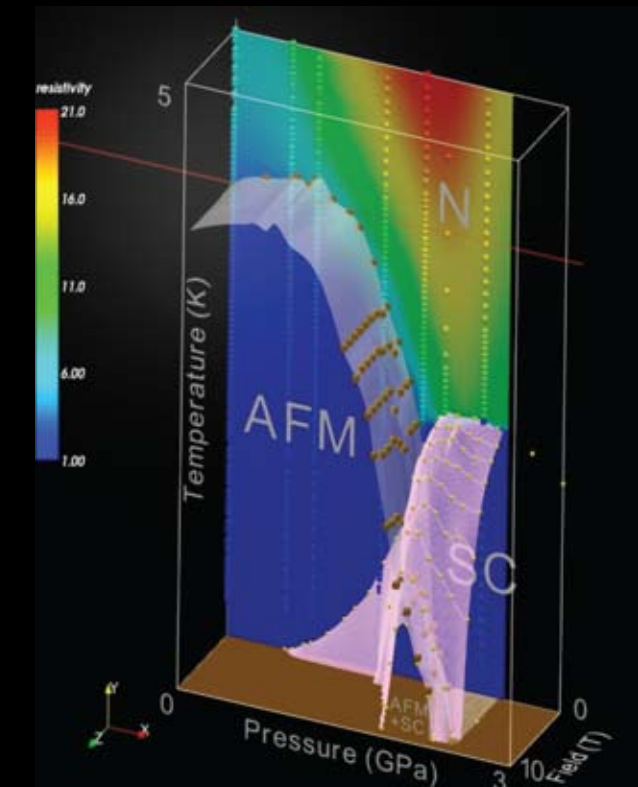 resistivity
21.0
16.0
11.0
6.00
1.00
5
N
Temperature (K)
AFM
SC
AFM
+SC
0
0
Pressure (GPa)
3
10
Field (T)
Y
X
Z